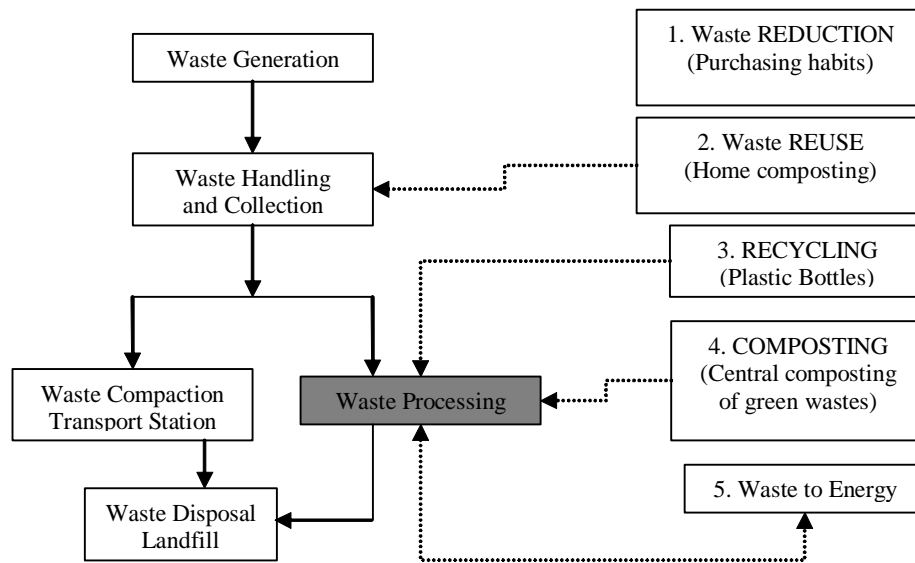 Waste Generation
1. Waste REDUCTION
(Purchasing habits)
Waste Handling
and Collection
2. Waste REUSE
(Home composting)
3. RECYCLING
(Plastic Bottles)
Waste Compaction
Transport Station
Waste Processing
4. COMPOSTING
(Central composting
of green wastes)
Waste Disposal
Landfill
5. Waste to Energy